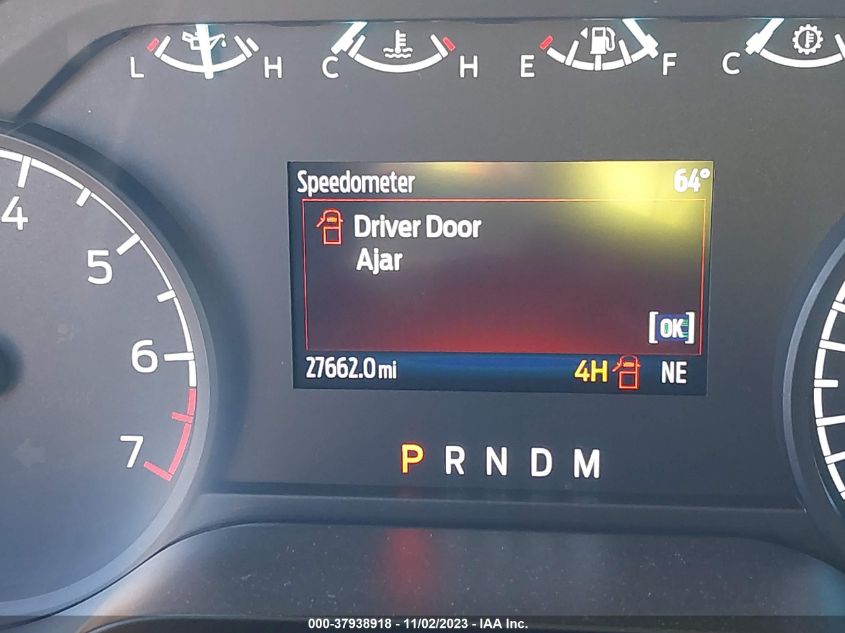 L H C H E F C
Speedometer 64°
4
Driver Door
5
Ajar
[OK]
6
27662.0 mi 4H NE
7
P R N D M
000-37938918 - 11/02/2023 - IAA Inc.